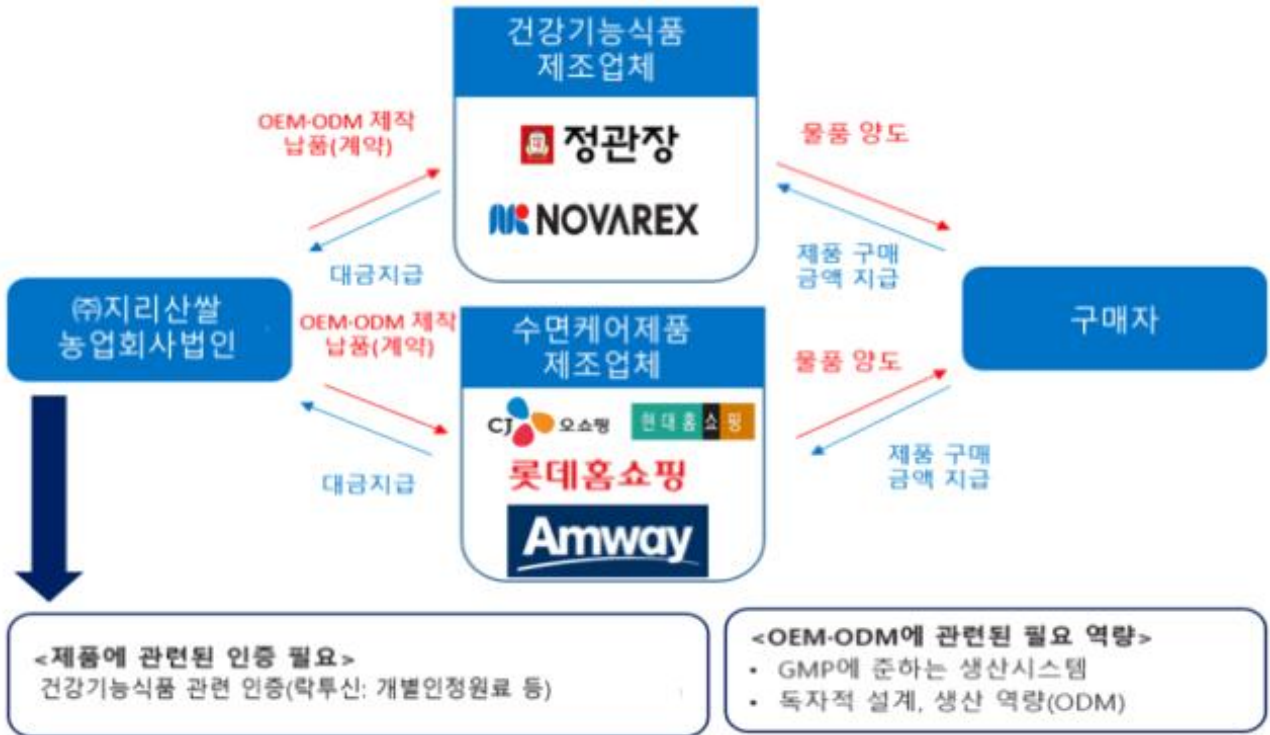 건강기능식품
제조업체
정관장
NOVAREX
OEM·ODM 제작
납품(계약)
대금지급
물품 양도
제품 구매
금액 지급
㈜지리산쌀
농업회사법인
구매자
OEM·ODM 제작
납품(계약)
대금지급
수면케어제품
제조업체
CJ 오쇼핑
현대홈쇼핑
롯데홈쇼핑
Amway
물품 양도
제품 구매
금액 지급
<제품에 관련된 인증 필요>
건강기능식품 관련 인증(락투신: 개별인정원료 등)
<OEM·ODM에 관련된 필요 역량>
• GMP에 준하는 생산시스템
• 독자적 설계, 생산 역량(ODM)